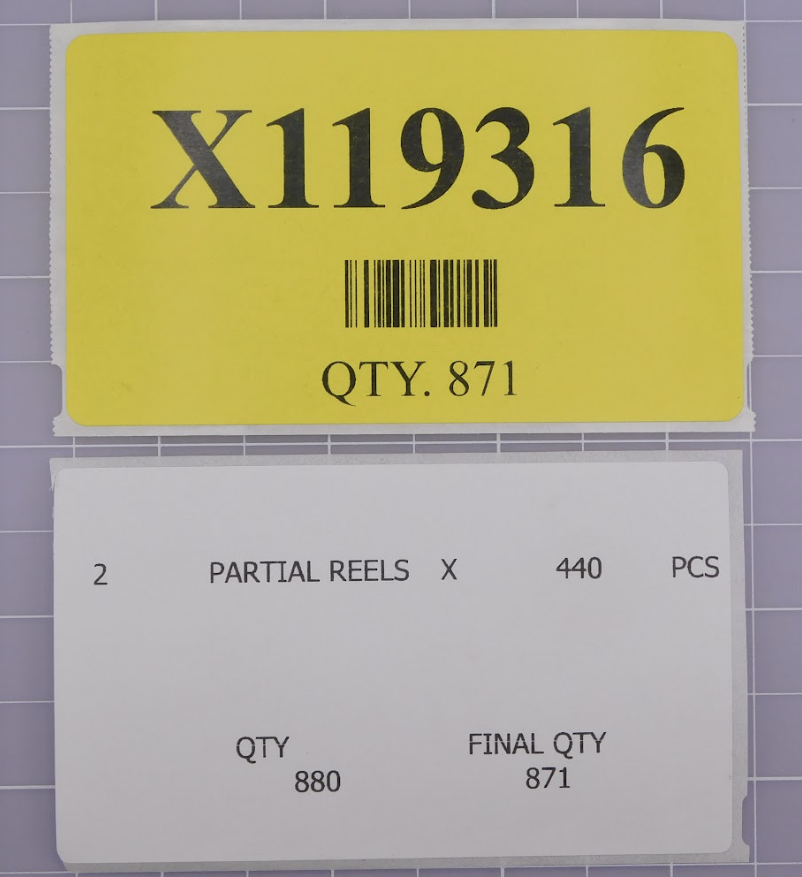 X119316
QTY. 871
2 PARTIAL REELS X 440 PCS
QTY FINAL QTY
880 871